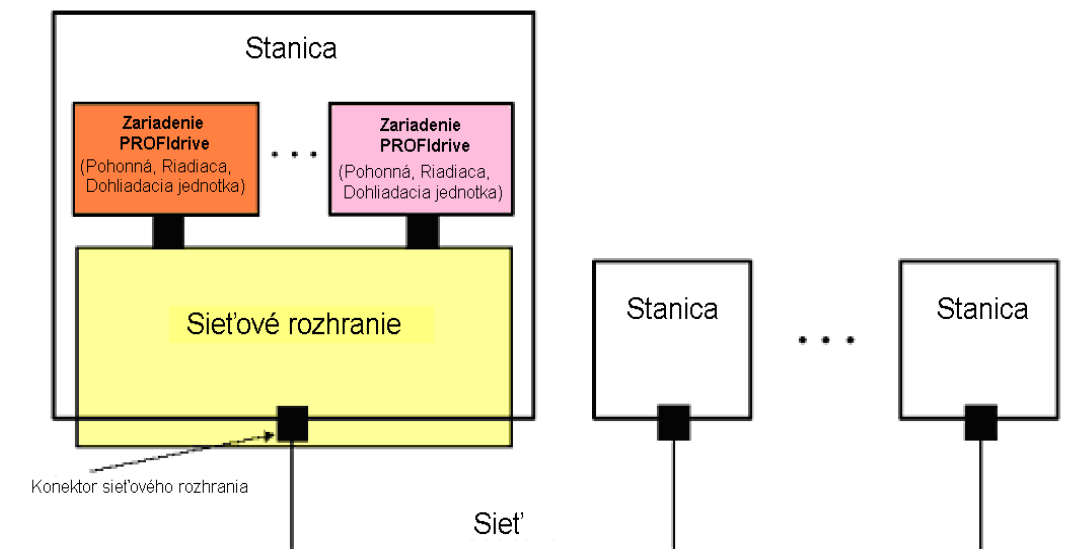 Stanica
Zariadenie
PROFIdrive
(Pohonná, Riadiaca,
Dohliadacia jednotka)
Zariadenie
PROFIdrive
(Pohonná, Riadiaca,
Dohliadacia jednotka)
Sieťové rozhranie
Stanica
Stanica
Konektor sieťového rozhrania
Sieť